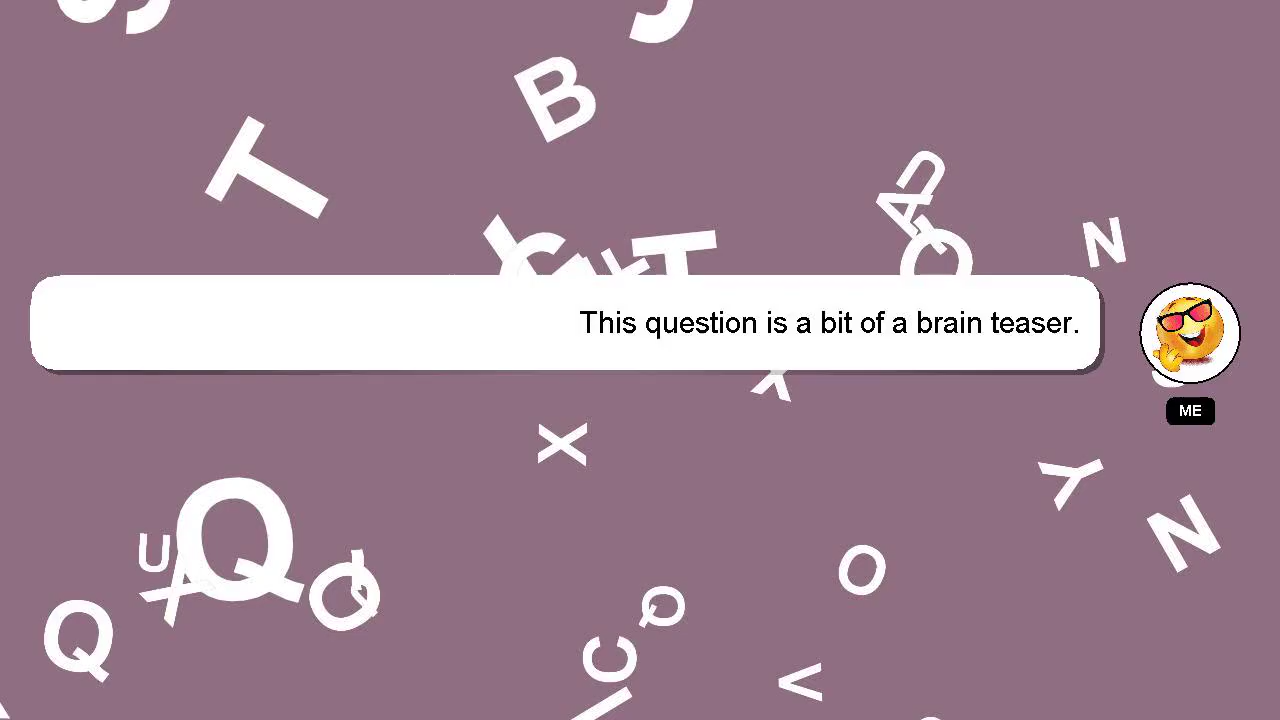 B
T
U
A
N
T
This question is a bit of a brain teaser.
ME
X
Y
Q
N
U
O
Q
Q
Q
C
V